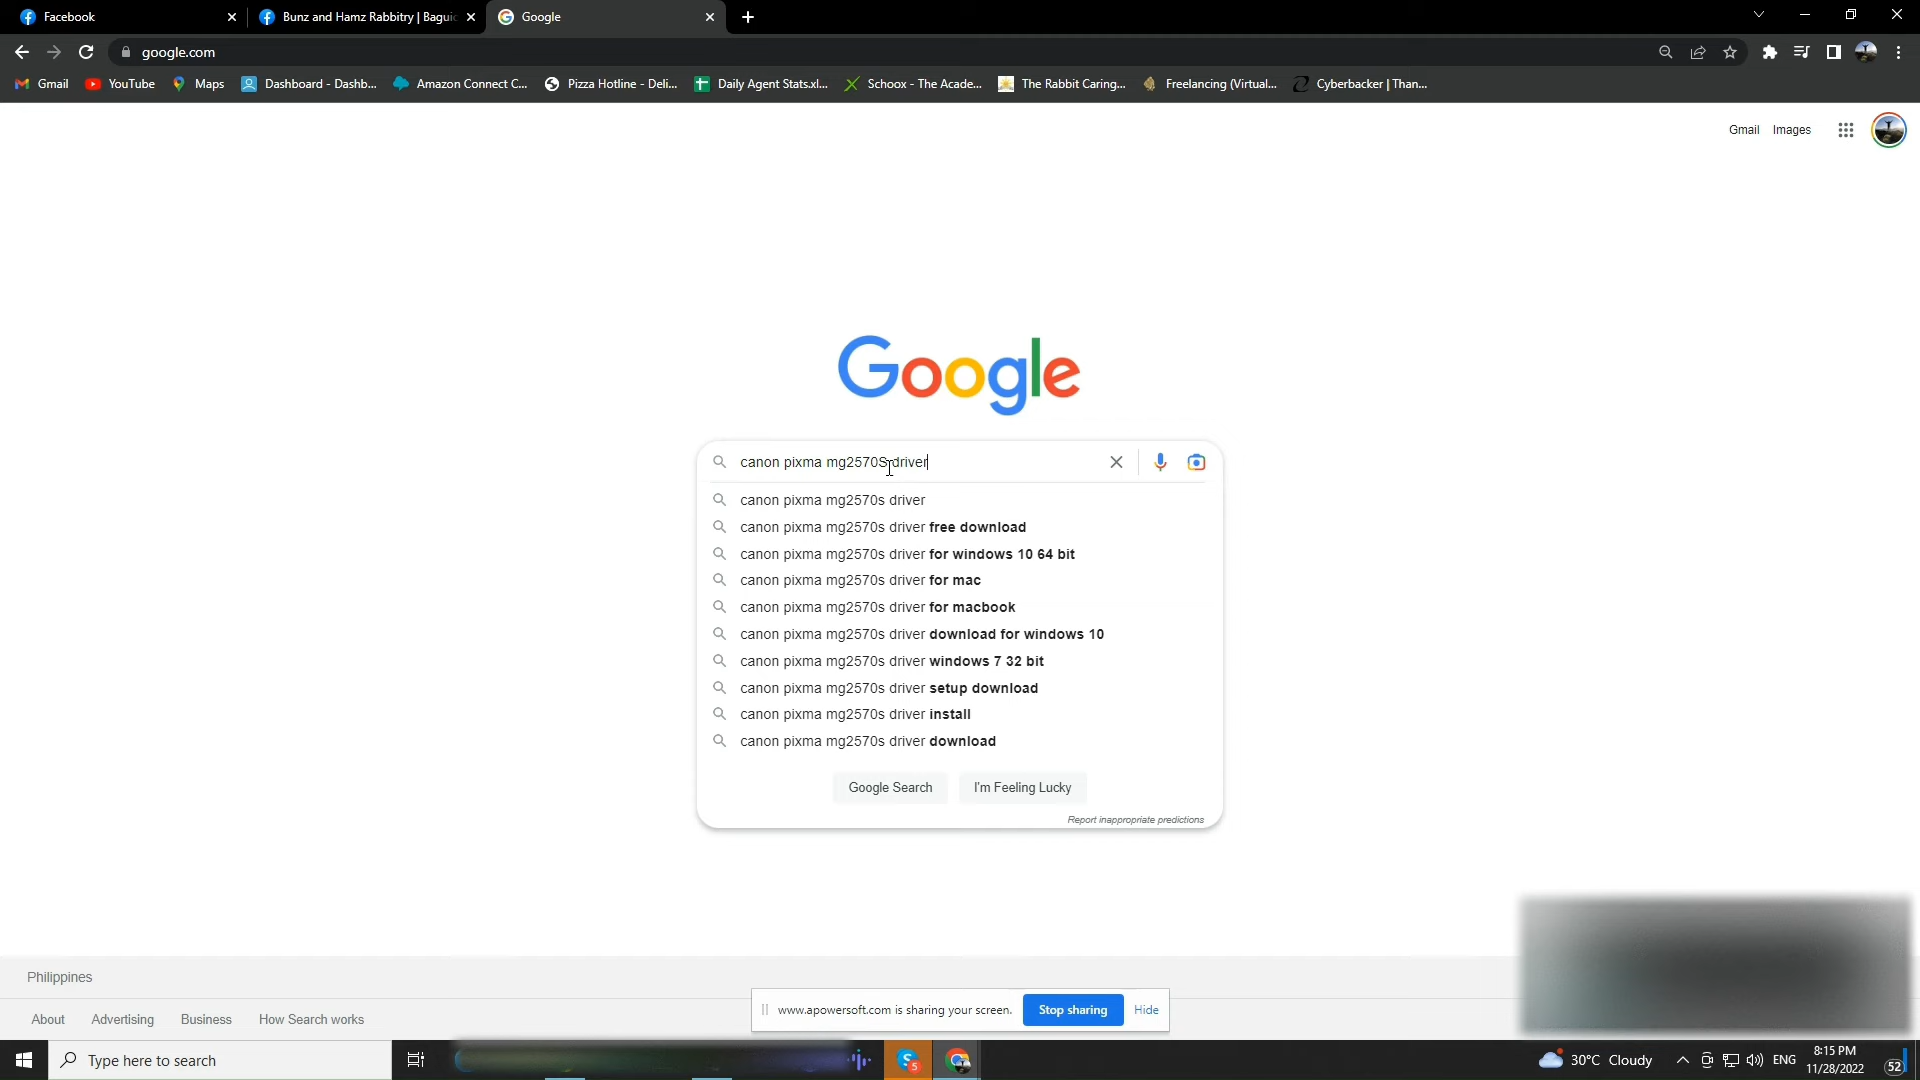 Facebook
Bunz and Hamz Rabbitry | Baguio
Google
google.com
Gmail
YouTube
Maps
Dashboard - Dashb...
Amazon Connect C...
Pizza Hotline - Deli...
Daily Agent Stats.xl...
Schoox - The Acade...
The Rabbit Caring...
Freelancing (Virtual...
Cyberbacker | Than...
Gmail Images
Google
canon pixma mg2570S driver
canon pixma mg2570s driver
canon pixma mg2570s driver free download
canon pixma mg2570s driver for windows 10 64 bit
canon pixma mg2570s driver for mac
canon pixma mg2570s driver for macbook
canon pixma mg2570s driver download for windows 10
canon pixma mg2570s driver windows 7 32 bit
canon pixma mg2570s driver setup download
canon pixma mg2570s driver install
canon pixma mg2570s driver download
Google Search
I'm Feeling Lucky
Report inappropriate predictions
Philippines
www.apowersoft.com is sharing your screen.
Stop sharing
Hide
About Advertising Business How Search works
Type here to search
5
30°C Cloudy
ENG
8:15 PM
11/28/2022
52